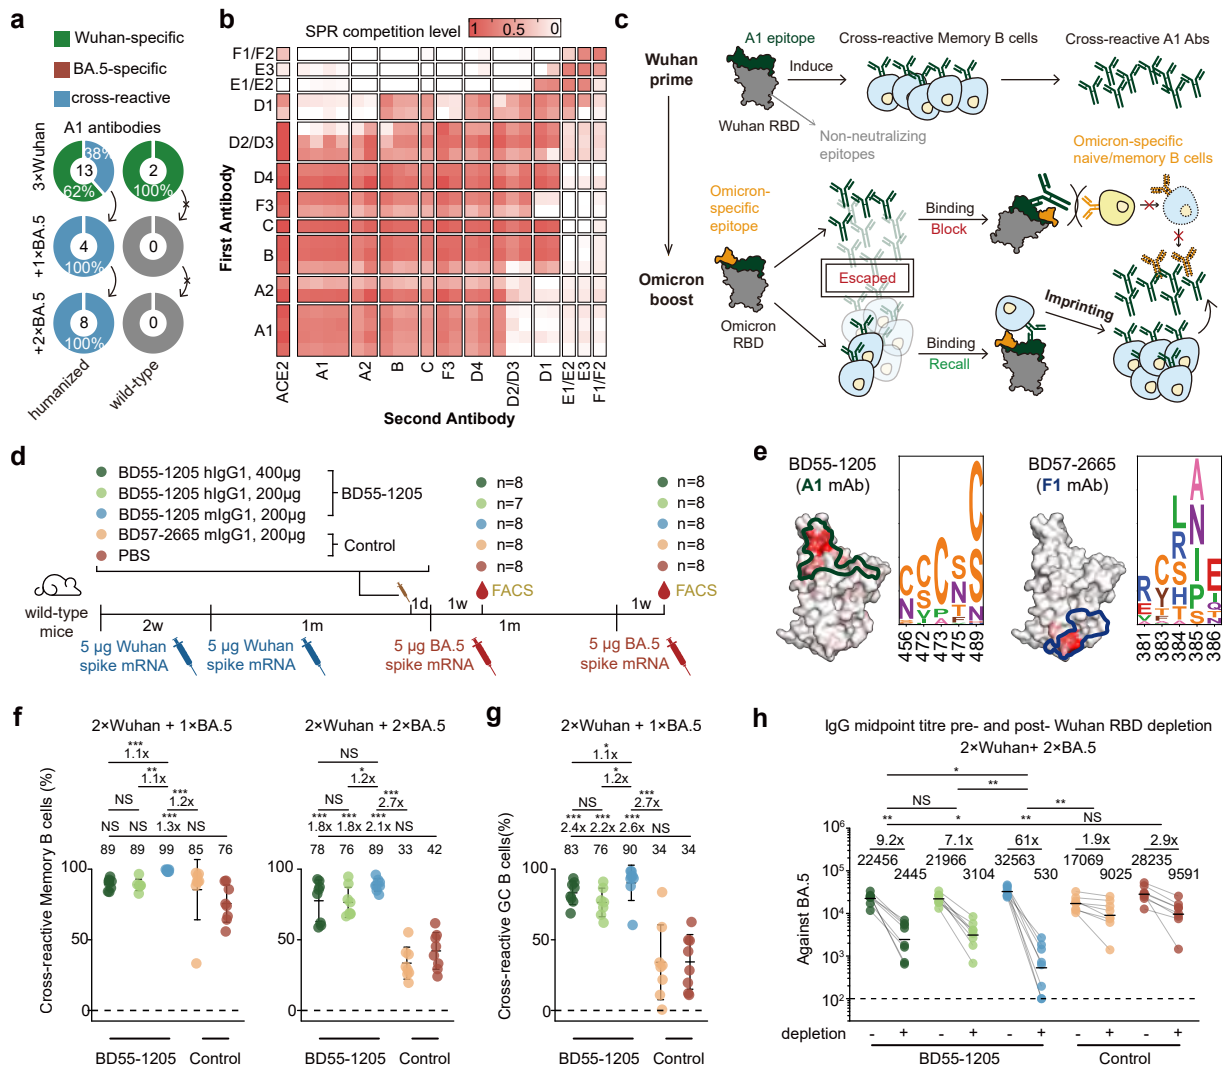 a
Wuhan-specific
BA.5-specific
cross-reactive
A1 antibodies
3×Wuhan
13
38%
62%
2
100%
+1×BA.5
4
100%
0
+2×BA.5
8
100%
0
humanized
wild-type
b
SPR competition level
1 0.5 0
First Antibody
F1/F2
E3
E1/E2
D1
D2/D3
D4
F3
C
B
A2
A1
ACE2
A1
A2
B
C
F3
D4
D2/D3
D1
E1/E2
E3
F1/F2
Second Antibody
c
Wuhan
prime
A1 epitope
Wuhan RBD
Induce
Cross-reactive Memory B cells
Cross-reactive A1 Abs
Non-neutralizing
epitopes
Omicron-specific
naive/memory B cells
Omicron-
specific
epitope
Omicron
boost
Omicron
RBD
Escaped
Binding
Block
Binding
Recall
Imprinting
d
BD55-1205 hIgG1, 400µg
BD55-1205 hIgG1, 200µg
BD55-1205 mIgG1, 200µg
BD57-2665 mIgG1, 200µg
PBS
BD55-1205
Control
n=8
n=7
n=8
n=8
n=8
FACS
n=8
n=8
n=8
n=8
n=8
FACS
wild-type
mice
2w
1m
1d
1w
1m
1w
5 µg Wuhan
spike mRNA
5 µg Wuhan
spike mRNA
5 µg BA.5
spike mRNA
5 µg BA.5
spike mRNA
e
BD55-1205
(A1 mAb)
456
472
473
475
489
BD57-2665
(F1 mAb)
381
383
384
385
386
f
Cross-reactive Memory B cells (%)
2×Wuhan + 1×BA.5
***
1.1x
**
1.1x
NS
***
1.2x
NS NS
***
1.3x
NS
89 89 99 85 76
100
50
0
BD55-1205
Control
2×Wuhan + 2×BA.5
NS
*
1.2x
NS
***
2.7x
***
1.8x
***
1.8x
***
2.1x
NS
78 76 89 33 42
100
50
0
BD55-1205
Control
g
Cross-reactive GC B cells(%)
2×Wuhan + 1×BA.5
*
1.1x
*
1.2x
NS
***
2.7x
***
2.4x
***
2.2x
***
2.6x
NS
83 76 90 34 34
100
50
0
BD55-1205
Control
h
IgG midpoint titre pre- and post- Wuhan RBD depletion
2×Wuhan+ 2×BA.5
*
**
NS
**
** * ** NS
9.2x 7.1x 61x 1.9x 2.9x
22456 21966 32563 17069 28235
2445 3104 530 9025 9591
Against BA.5
10⁶
10⁵
10⁴
10³
10²
depletion - + - + - + - + - +
BD55-1205
Control